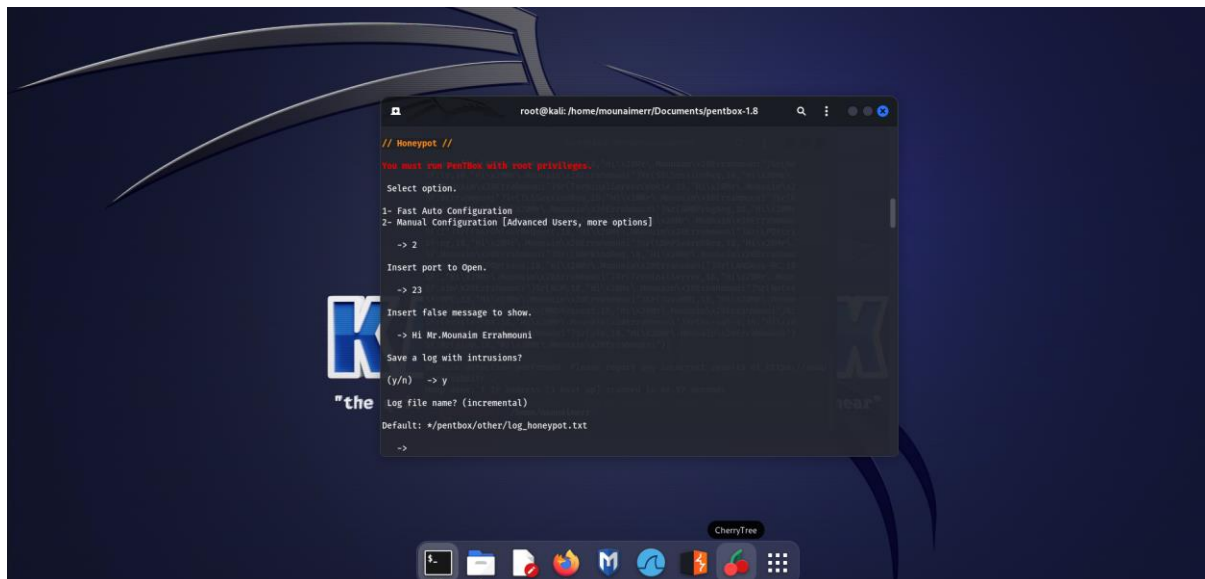 root@kali: /home/mounaimerr/Documents/pentbox-1.8
// Honeypot //
You must run PenTBox with root privileges.
Select option.
1- Fast Auto Configuration
2- Manual Configuration [Advanced Users, more options]
-> 2
Insert port to Open.
-> 23
Insert false message to show.
-> Hi Mr.Mounaim Errahmouni
Save a log with intrusions?
(y/n) -> y
Log file name? (incremental)
Default: */pentbox/other/log_honeypot.txt
->
"the
CherryTree